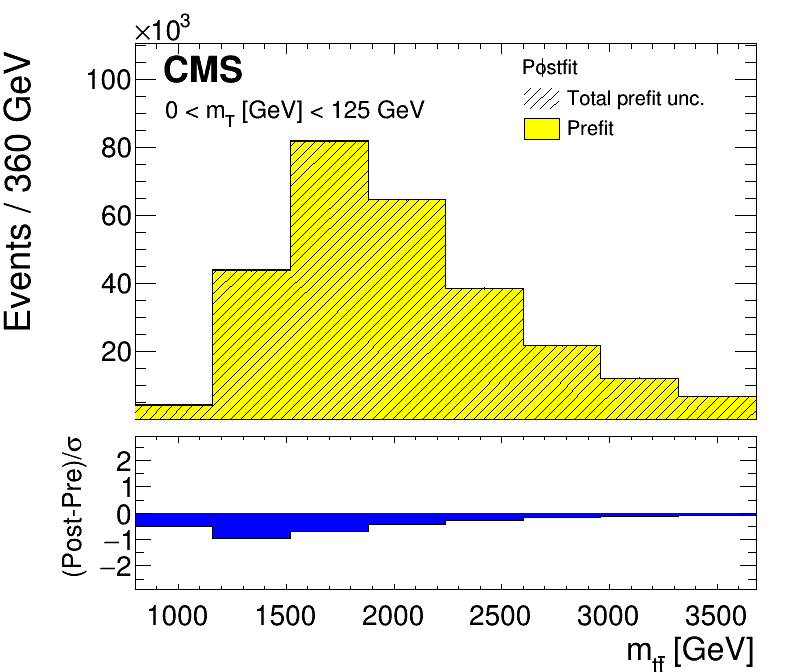 ×10³
Events / 360 GeV
100
80
60
40
20
CMS
0 < m_T [GeV] < 125 GeV
Postfit
Total prefit unc.
Prefit
(Post-Pre)/σ
2
1
0
−1
−2
1000 1500 2000 2500 3000 3500
m_tt̅ [GeV]